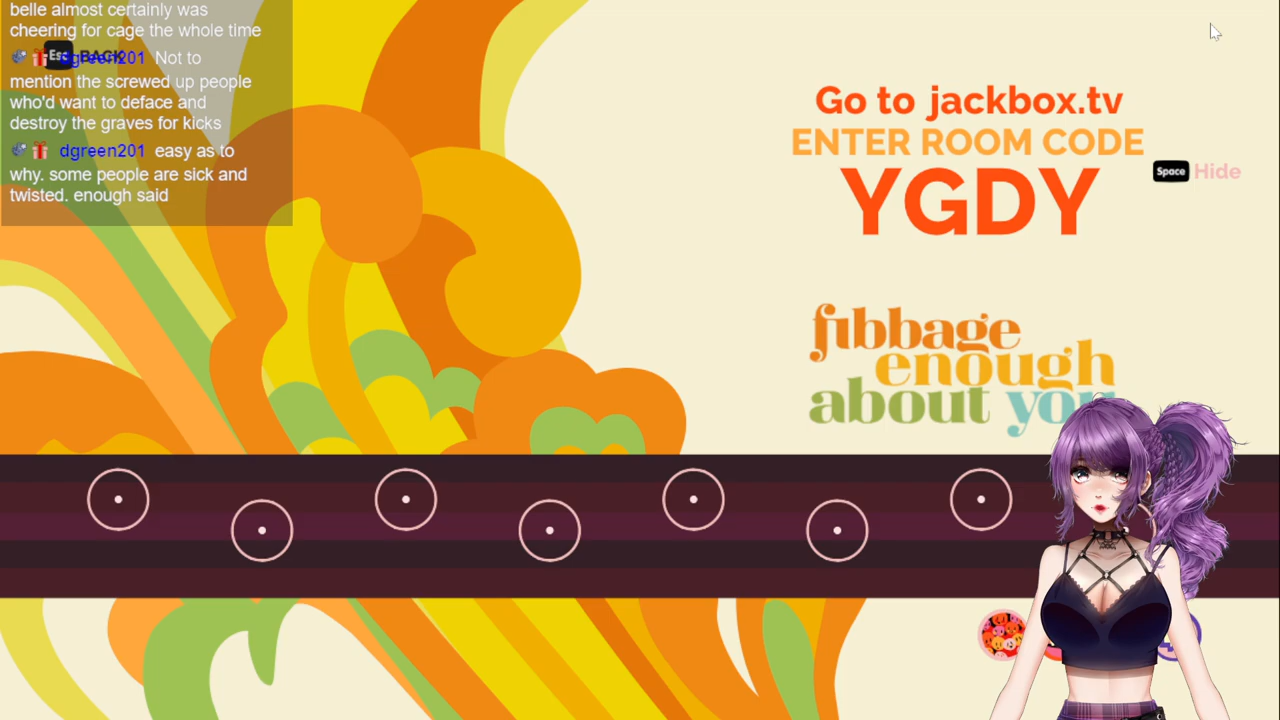 belle almost certainly was
cheering for cage the whole time
Esc BACK
dgreen201 Not to
mention the screwed up people
who'd want to deface and
destroy the graves for kicks
dgreen201 easy as to
why. some people are sick and
twisted. enough said
Go to jackbox.tv
ENTER ROOM CODE
YGDY
Space Hide
fibbage
enough
about you